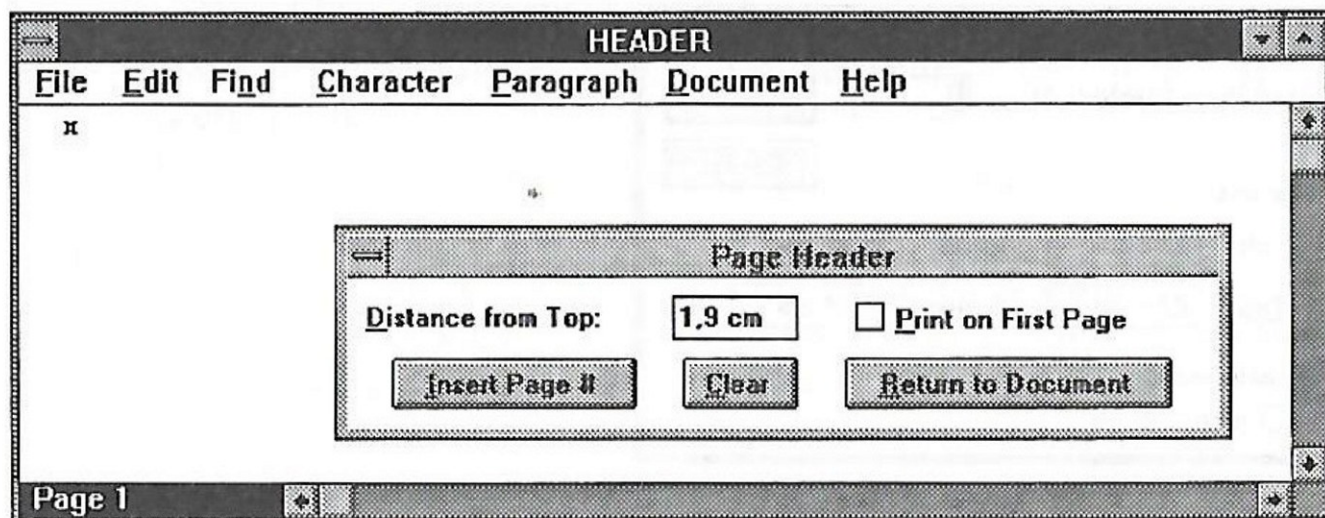 HEADER
File Edit Find Character Paragraph Document Help
¤
Page Header
Distance from Top: 1,9 cm Print on First Page
Insert Page # Clear Return to Document
Page 1